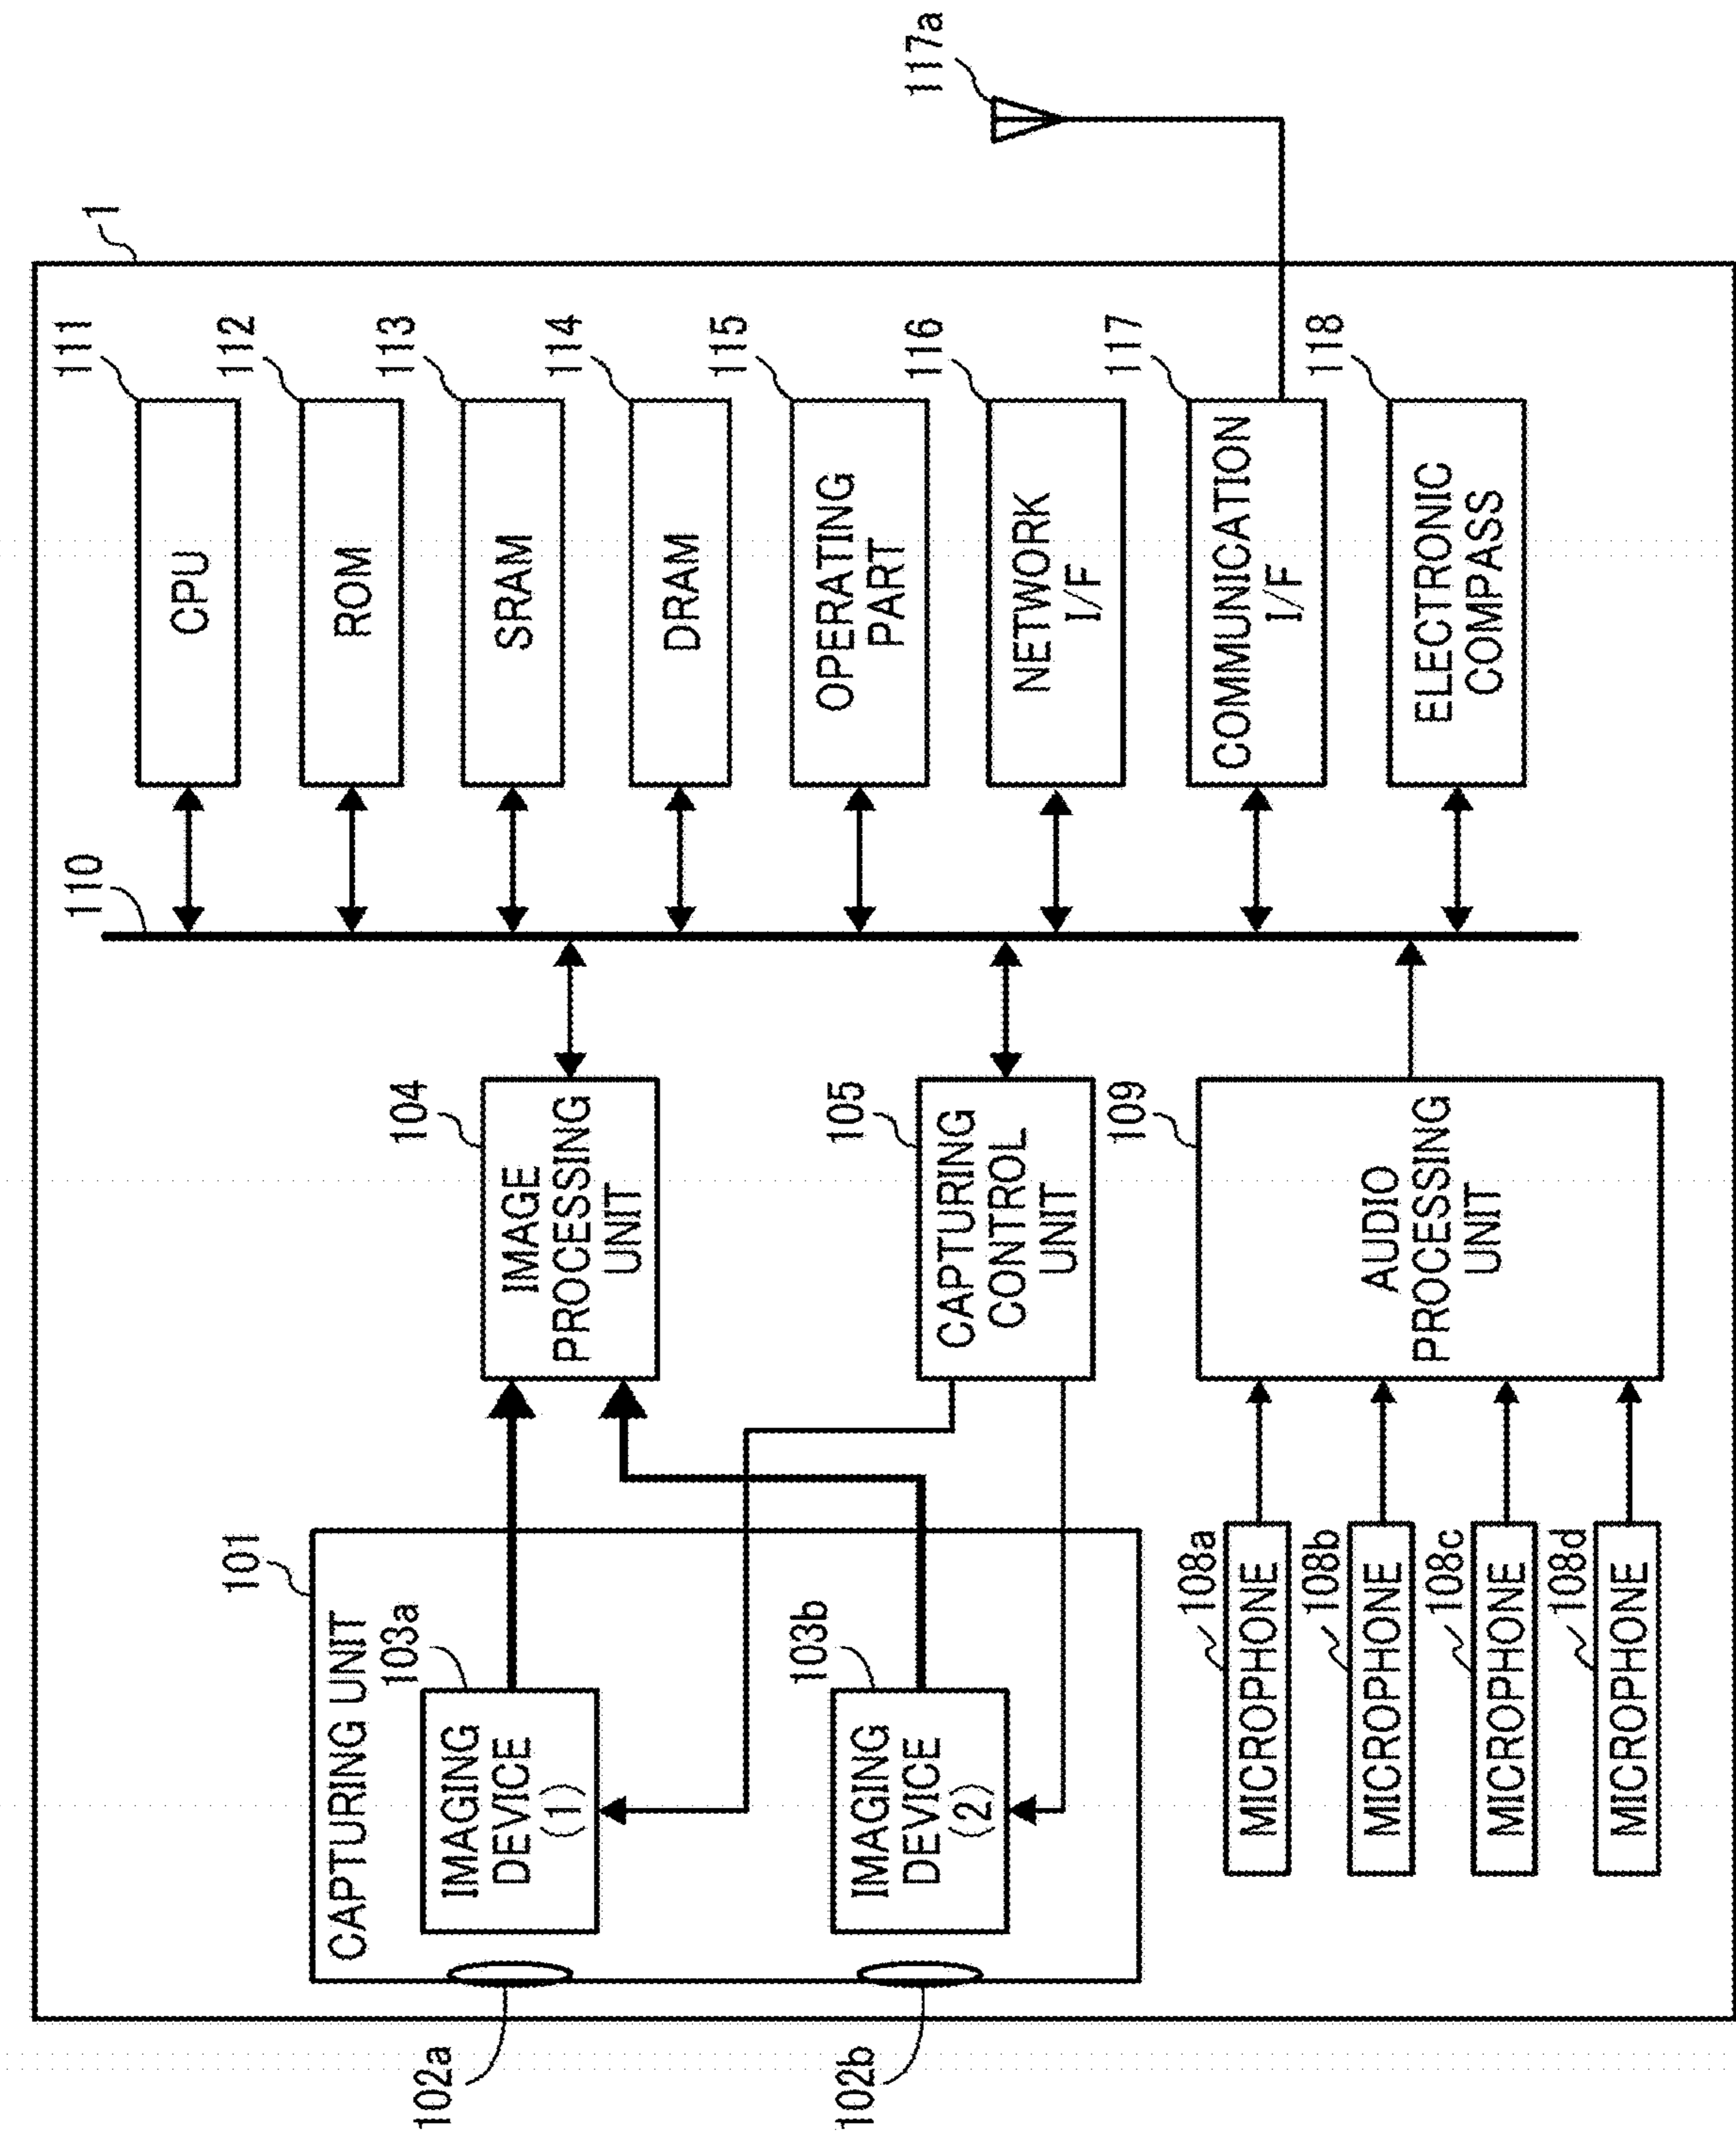 1
CAPTURING UNIT
101
102a
IMAGING
DEVICE
(1)
103a
102b
IMAGING
DEVICE
(2)
103b
IMAGE
PROCESSING
UNIT
104
CAPTURING
CONTROL
UNIT
105
MICROPHONE
108a
MICROPHONE
108b
MICROPHONE
108c
MICROPHONE
108d
AUDIO
PROCESSING
UNIT
109
110
CPU
111
ROM
112
SRAM
113
DRAM
114
OPERATING
PART
115
NETWORK
I/F
116
COMMUNICATION
I/F
117
117a
ELECTRONIC
COMPASS
118